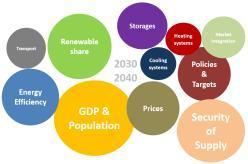 Storages
Heating
systems
Market
Integration
Transport
Renewable
share
2030
2040
Cooling
systems
Policies
&
Targets
Energy
Efficiency
GDP &
Population
Prices
Security
of
Supply